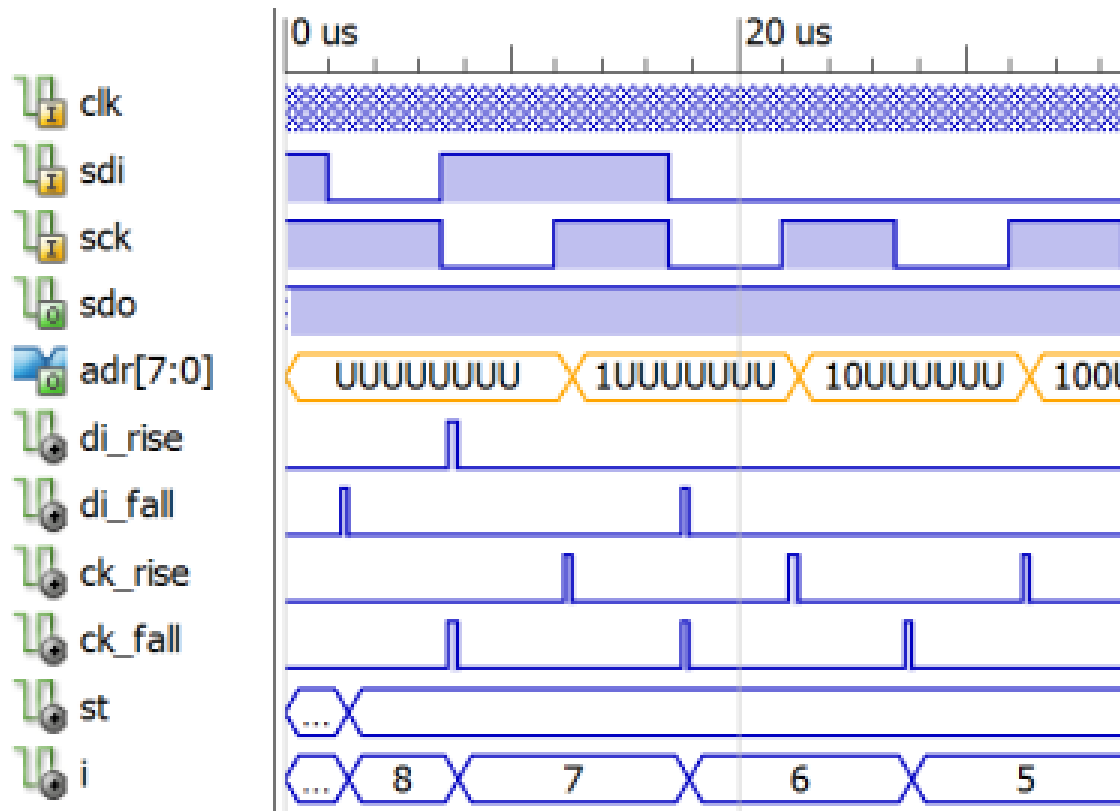 0 us 20 us
clk
sdi
sck
sdo
adr[7:0] UUUUUUUU 1UUUUUUU 10UUUUUU 100U
di_rise
di_fall
ck_rise
ck_fall
st ...
i ... 8 7 6 5